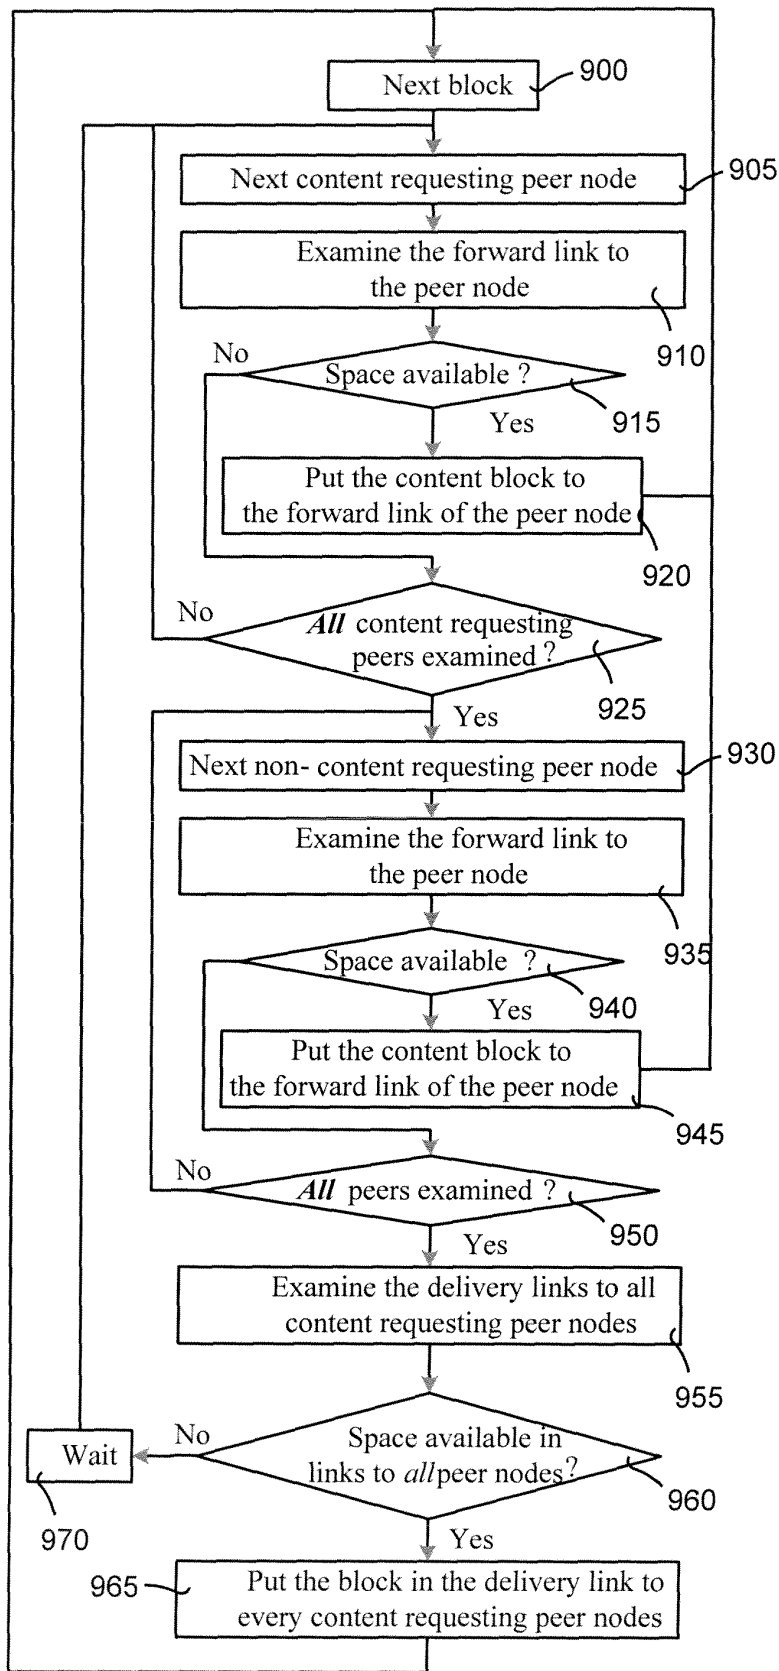 Next block
900
Next content requesting peer node
905
Examine the forward link to
the peer node
910
No
Space available ?
915
Yes
Put the content block to
the forward link of the peer node
920
No
All content requesting
peers examined ?
925
Yes
Next non- content requesting peer node
930
Examine the forward link to
the peer node
935
Space available ?
940
Yes
Put the content block to
the forward link of the peer node
945
No
All peers examined ?
950
Yes
Examine the delivery links to all
content requesting peer nodes
955
No
Wait
970
Space available in
links to all peer nodes?
960
Yes
965
Put the block in the delivery link to
every content requesting peer nodes